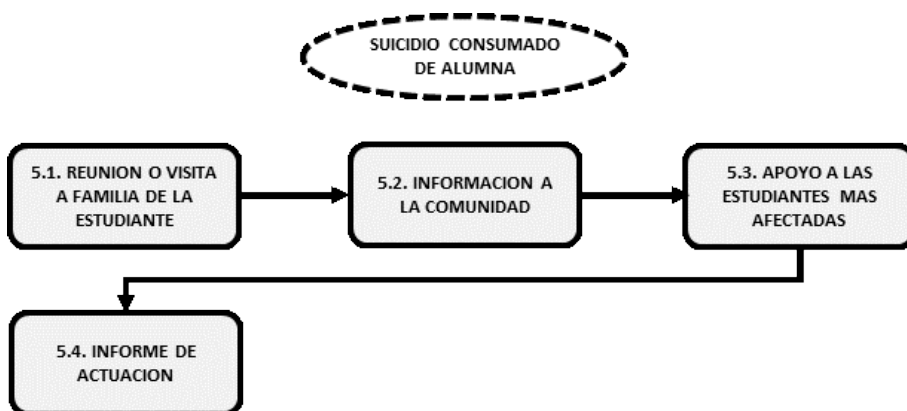 SUICIDIO CONSUMADO
DE ALUMNA
5.1. REUNION O VISITA
A FAMILIA DE LA
ESTUDIANTE
5.2. INFORMACION A
LA COMUNIDAD
5.3. APOYO A LAS
ESTUDIANTES MAS
AFECTADAS
5.4. INFORME DE
ACTUACION